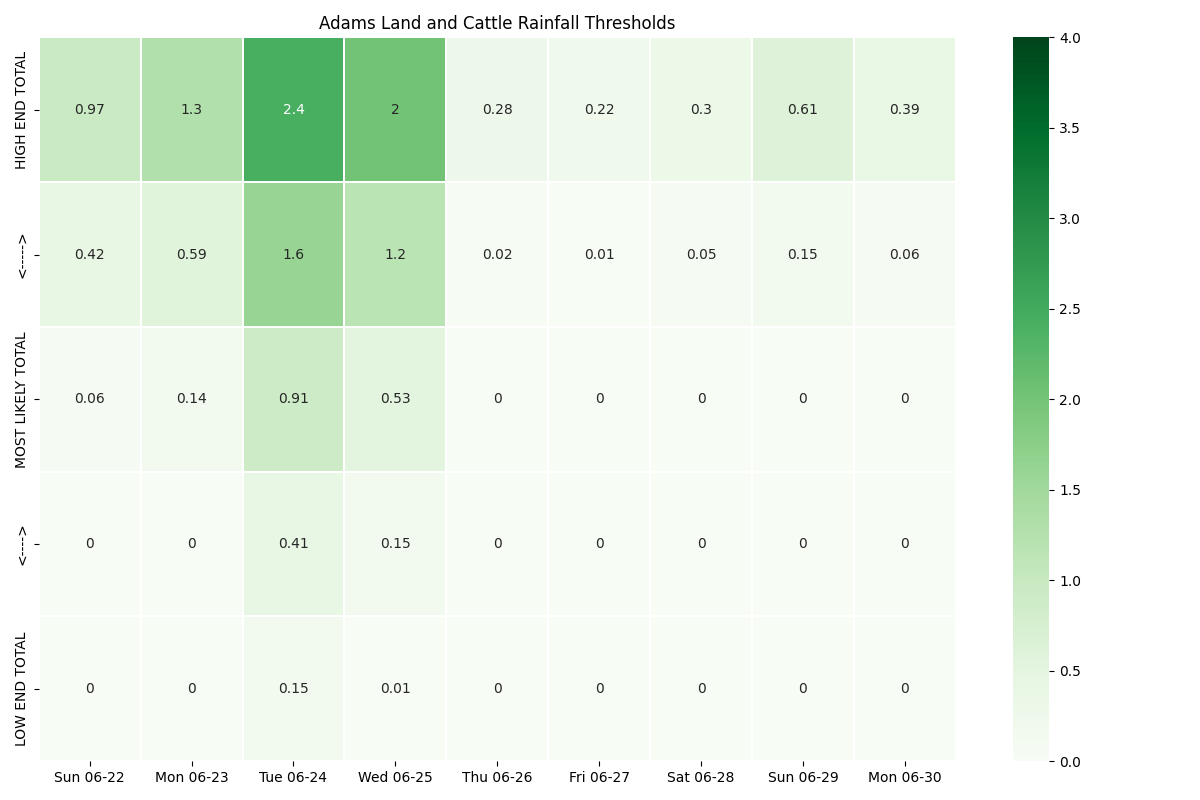 Adams Land and Cattle Rainfall Thresholds
HIGH END TOTAL
0.97 1.3 2.4 2 0.28 0.22 0.3 0.61 0.39
<----->
0.42 0.59 1.6 1.2 0.02 0.01 0.05 0.15 0.06
MOST LIKELY TOTAL
0.06 0.14 0.91 0.53 0 0 0 0 0
<---->
0 0 0.41 0.15 0 0 0 0 0
LOW END TOTAL
0 0 0.15 0.01 0 0 0 0 0
Sun 06-22 Mon 06-23 Tue 06-24 Wed 06-25 Thu 06-26 Fri 06-27 Sat 06-28 Sun 06-29 Mon 06-30
4.0
3.5
3.0
2.5
2.0
1.5
1.0
0.5
0.0